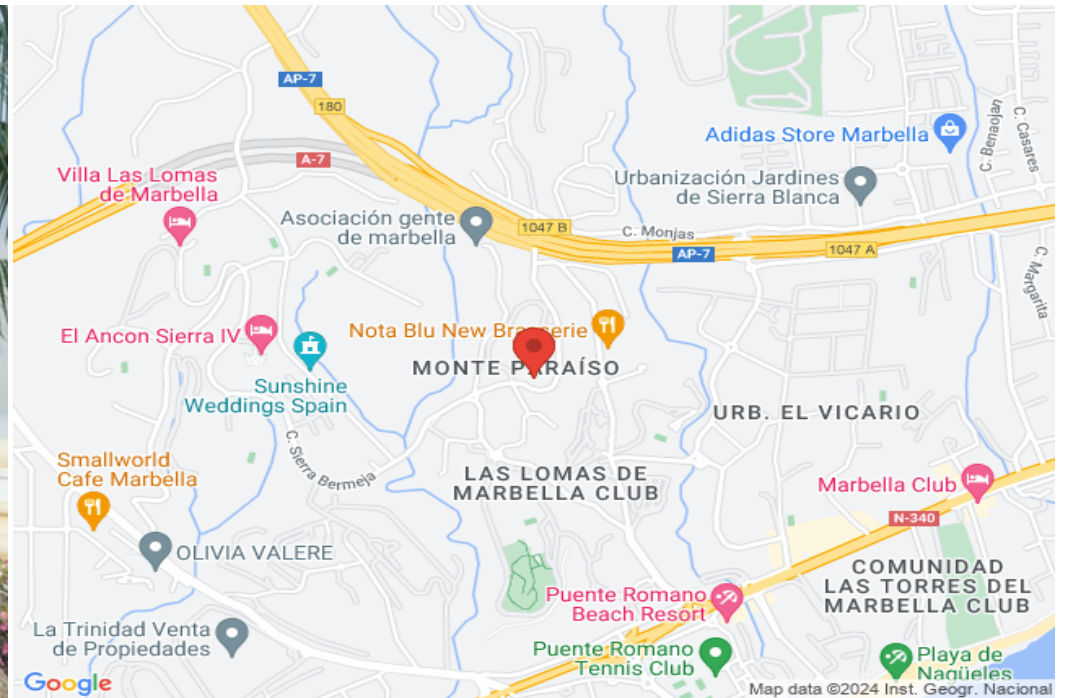 AP-7
180
A-7
Villa Las Lomas
de Marbella
Asociación gente
de marbella
1047 B
C. Monjas
AP-7
1047 A
Adidas Store Marbella
Urbanización Jardines
de Sierra Blanca
C. Benaojan
C. Casares
C. Margarita
El Ancon Sierra IV
Sunshine
Weddings Spain
Nota Blu New Brasserie
MONTE PARAÍSO
URB. EL VICARIO
C. Sierra Bermeja
LAS LOMAS DE
MARBELLA CLUB
Smallworld
Cafe Marbella
OLIVIA VALERE
Marbella Club
N-340
COMUNIDAD
LAS TORRES DEL
MARBELLA CLUB
Puente Romano
Beach Resort
La Trinidad Venta
de Propiedades
Puente Romano
Tennis Club
Playa de
Nagüeles
Google
Map data ©2024 Inst. Geogr. Nacional